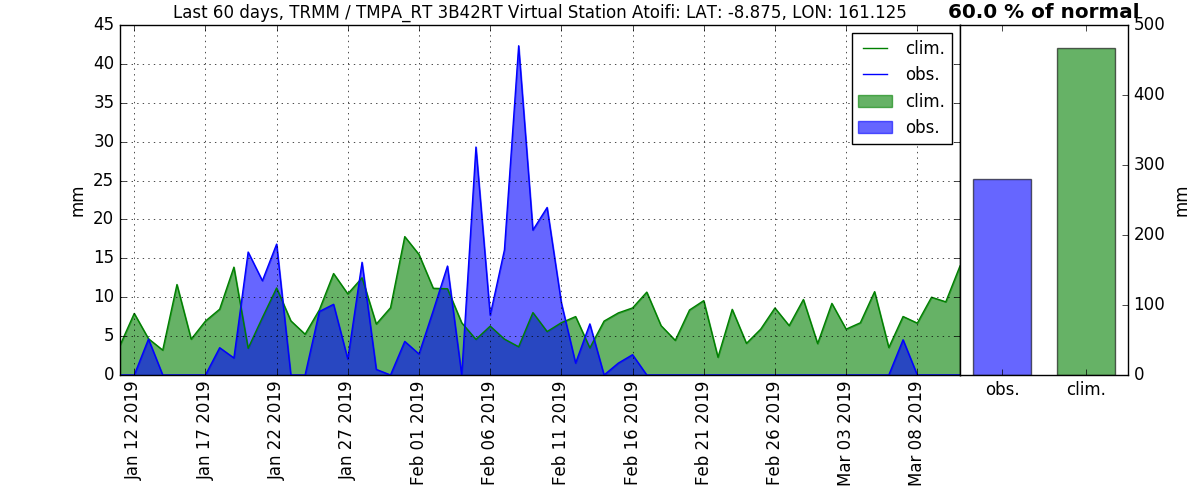 Last 60 days, TRMM / TMPA_RT 3B42RT Virtual Station Atoifi: LAT: -8.875, LON: 161.125
60.0 % of normal
45
40
35
30
25
20
15
10
5
0
mm
clim.
obs.
clim.
obs.
Jan 12 2019
Jan 17 2019
Jan 22 2019
Jan 27 2019
Feb 01 2019
Feb 06 2019
Feb 11 2019
Feb 16 2019
Feb 21 2019
Feb 26 2019
Mar 03 2019
Mar 08 2019
500
400
300
200
100
0
mm
obs.
clim.